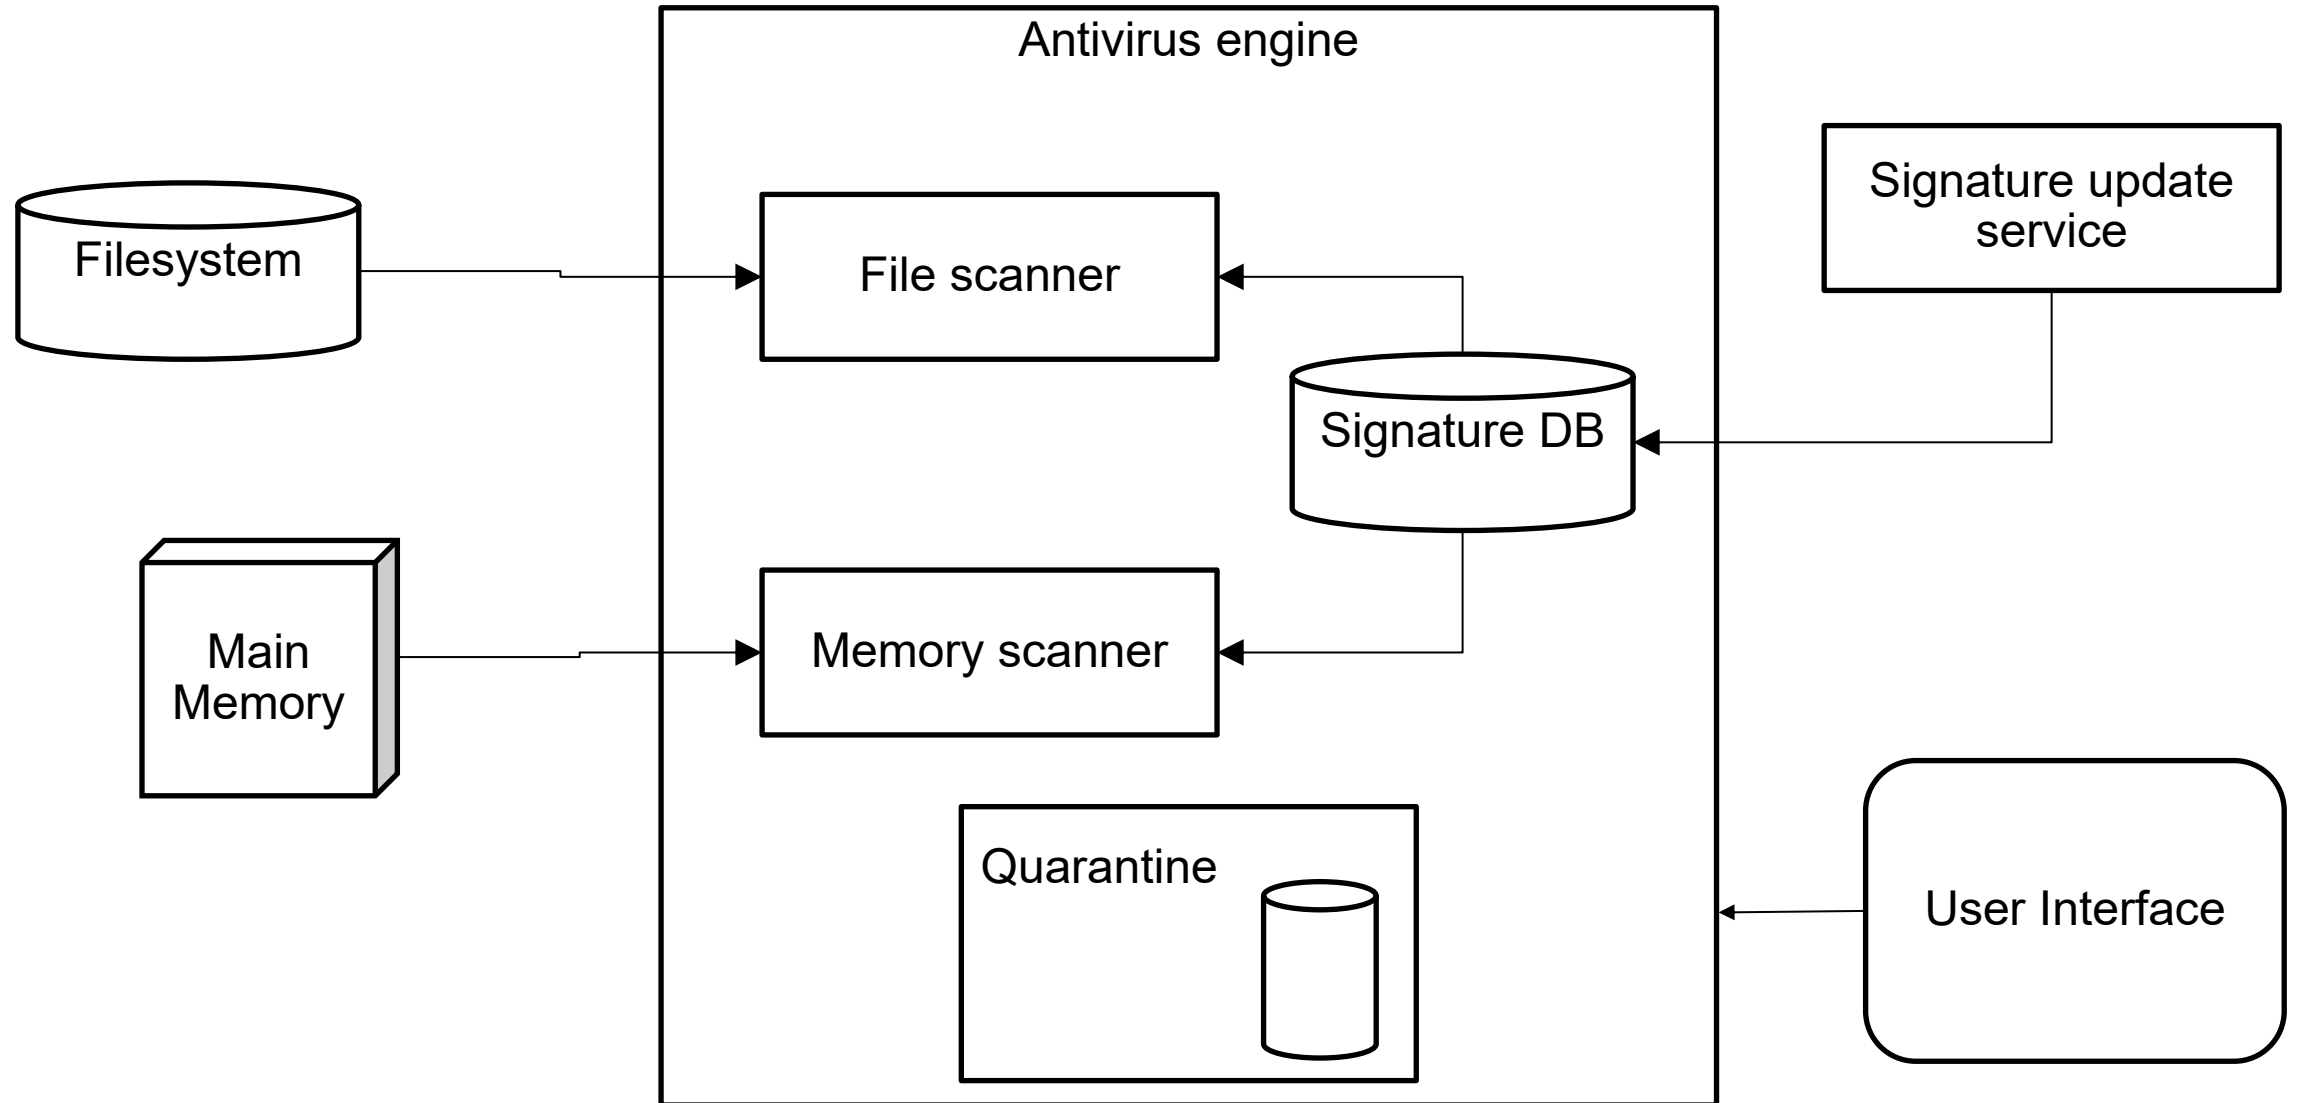 Antivirus engine
Filesystem
File scanner
Signature update
service
Signature DB
Main
Memory
Memory scanner
Quarantine
User Interface